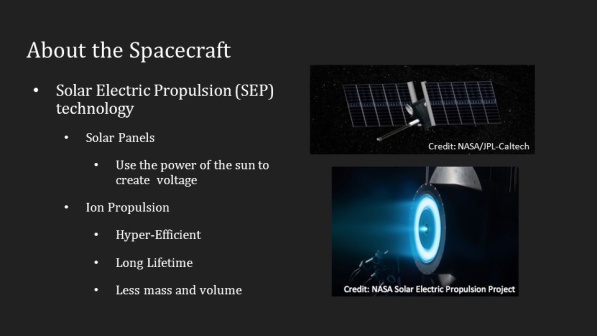 About the Spacecraft
• Solar Electric Propulsion (SEP)
technology
• Solar Panels
• Use the power of the sun to
create voltage
• Ion Propulsion
• Hyper-Efficient
• Long Lifetime
• Less mass and volume
Credit: NASA/JPL-Caltech
Credit: NASA Solar Electric Propulsion Project